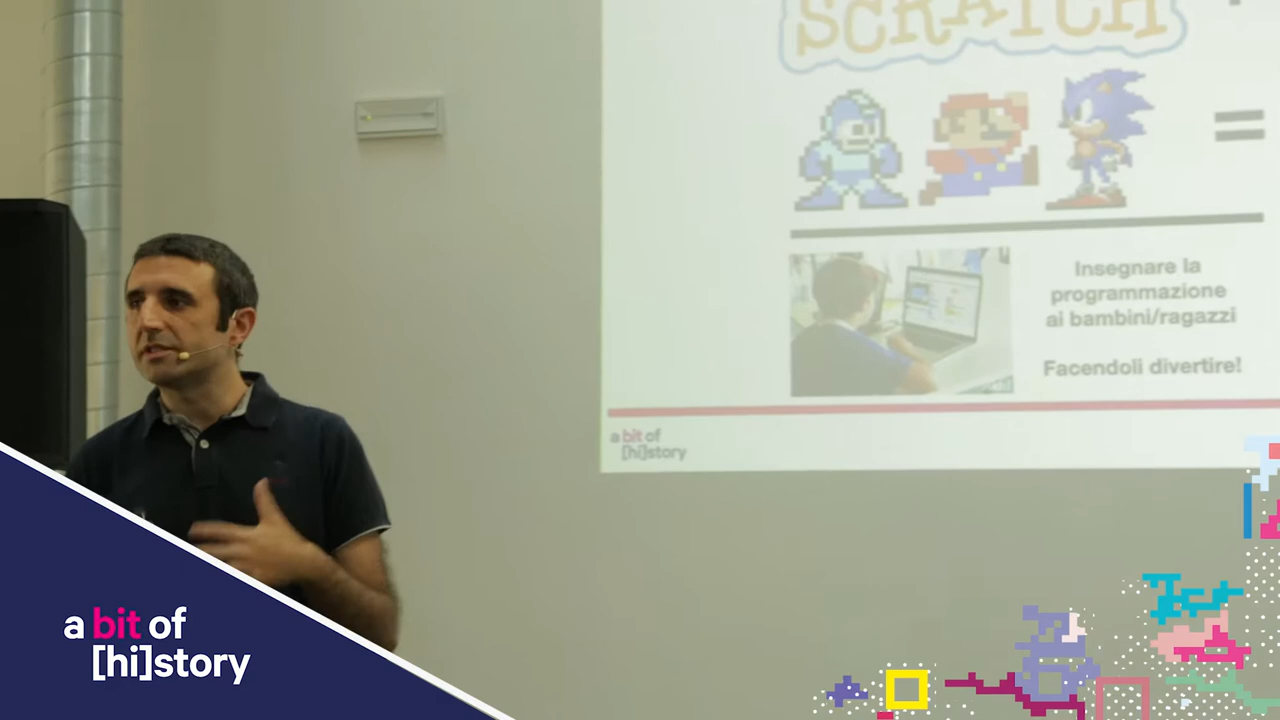 SCRATCH
=
Insegnare la
programmazione
ai bambini/ragazzi
Facendoli divertire!
a bit of
[hi]story
a bit of
[hi]story